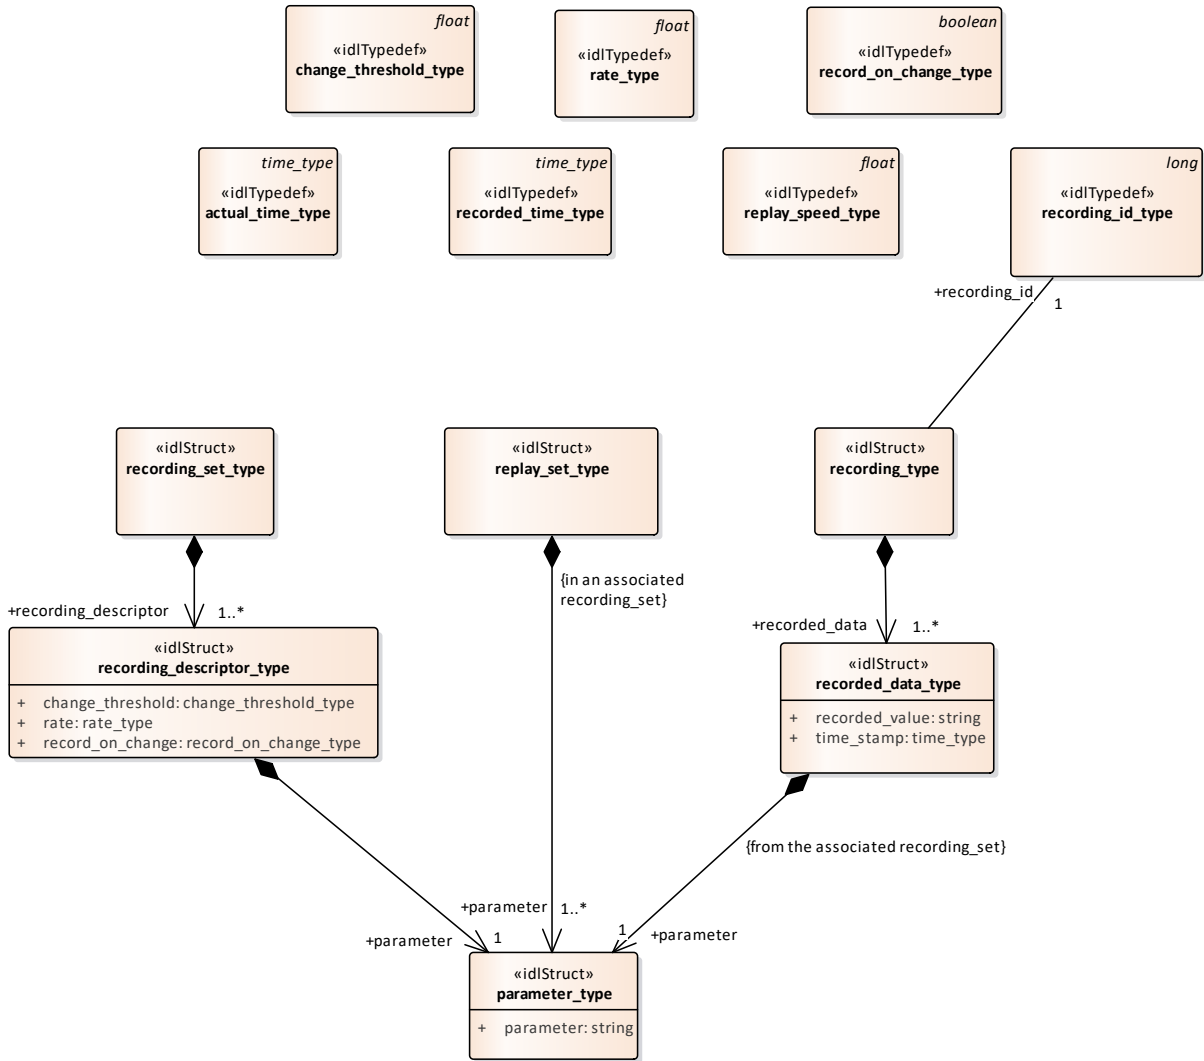 float
«idlTypedef»
change_threshold_type
float
«idlTypedef»
rate_type
boolean
«idlTypedef»
record_on_change_type
time_type
«idlTypedef»
actual_time_type
time_type
«idlTypedef»
recorded_time_type
float
«idlTypedef»
replay_speed_type
long
«idlTypedef»
recording_id_type
+recording_id
1
«idlStruct»
recording_set_type
«idlStruct»
replay_set_type
«idlStruct»
recording_type
{in an associated
recording_set}
+recording_descriptor
1..*
+recorded_data
1..*
«idlStruct»
recording_descriptor_type
+ change_threshold: change_threshold_type
+ rate: rate_type
+ record_on_change: record_on_change_type
«idlStruct»
recorded_data_type
+ recorded_value: string
+ time_stamp: time_type
{from the associated recording_set}
+parameter
1..*
+parameter
1
1
+parameter
«idlStruct»
parameter_type
+ parameter: string